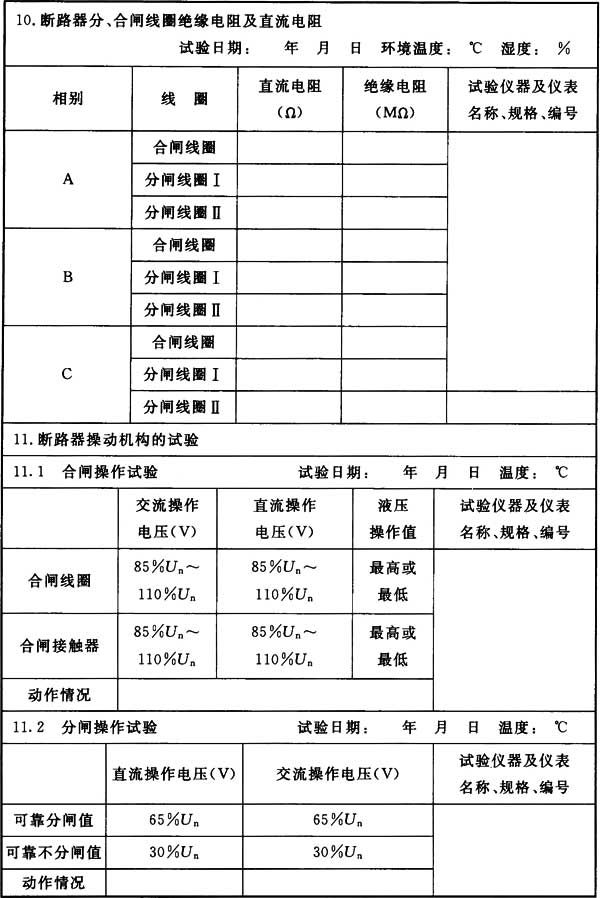 10.断路器分、合闸线圈绝缘电阻及直流电阻
试验日期： 年 月 日 环境温度： ℃ 湿度： %
相别 线 圈 直流电阻 绝缘电阻 试验仪器及仪表
(Ω) (MΩ) 名称、规格、编号
合闸线圈
A 分闸线圈Ⅰ
分闸线圈Ⅱ
合闸线圈
B 分闸线圈Ⅰ
分闸线圈Ⅱ
合闸线圈
C 分闸线圈Ⅰ
分闸线圈Ⅱ
11.断路器操动机构的试验
11.1 合闸操作试验 试验日期： 年 月 日 温度： ℃
交流操作 直流操作 液压 试验仪器及仪表
电压(V) 电压(V) 操作值 名称、规格、编号
合闸线圈 85%Un～ 85%Un～ 最高或
110%Un 110%Un 最低
合闸接触器 85%Un～ 85%Un～ 最高或
110%Un 110%Un 最低
动作情况
11.2 分闸操作试验 试验日期： 年 月 日 温度： ℃
直流操作电压(V) 交流操作电压(V) 试验仪器及仪表
名称、规格、编号
可靠分闸值 65%Un 65%Un
可靠不分闸值 30%Un 30%Un
动作情况